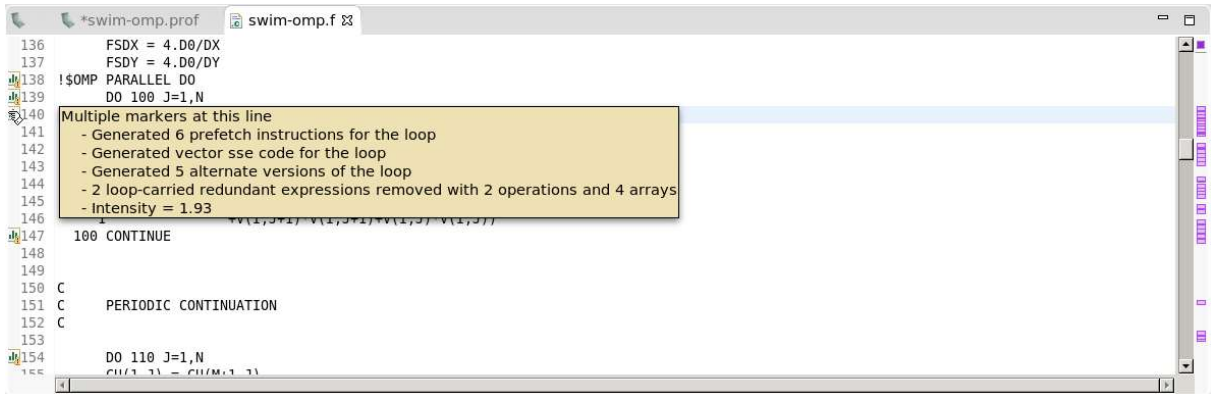 *swim-omp.prof swim-omp.f
136 FSDX = 4.D0/DX
137 FSDY = 4.D0/DY
138 !$OMP PARALLEL DO
139 DO 100 J=1,N
140 Multiple markers at this line
141 - Generated 6 prefetch instructions for the loop
142 - Generated vector sse code for the loop
143 - Generated 5 alternate versions of the loop
144 - 2 loop-carried redundant expressions removed with 2 operations and 4 arrays
145 - Intensity = 1.93
146
147 100 CONTINUE
148
149
150 C
151 C PERIODIC CONTINUATION
152 C
153
154 DO 110 J=1,N
155